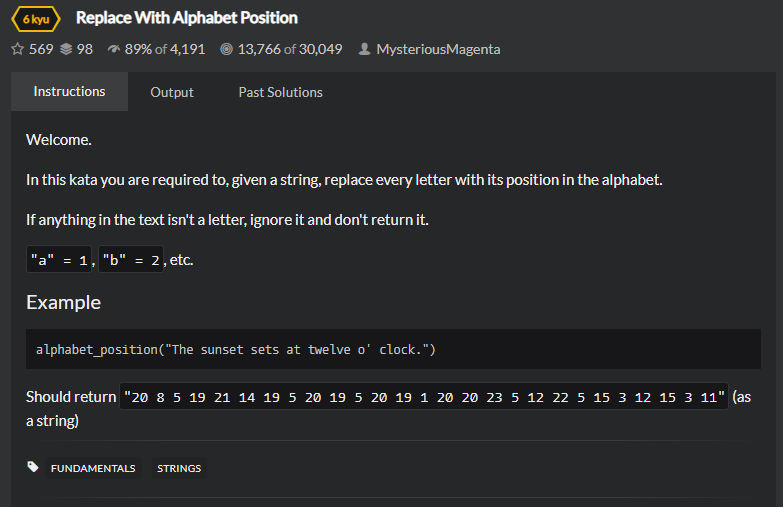 6 kyu Replace With Alphabet Position
569 98 89% of 4,191 13,766 of 30,049 MysteriousMagenta
Instructions Output Past Solutions
Welcome.
In this kata you are required to, given a string, replace every letter with its position in the alphabet.
If anything in the text isn't a letter, ignore it and don't return it.
"a" = 1, "b" = 2, etc.
Example
alphabet_position("The sunset sets at twelve o' clock.")
Should return "20 8 5 19 21 14 19 5 20 19 5 20 19 1 20 20 23 5 12 22 5 15 3 12 15 3 11" (as
a string)
FUNDAMENTALS STRINGS